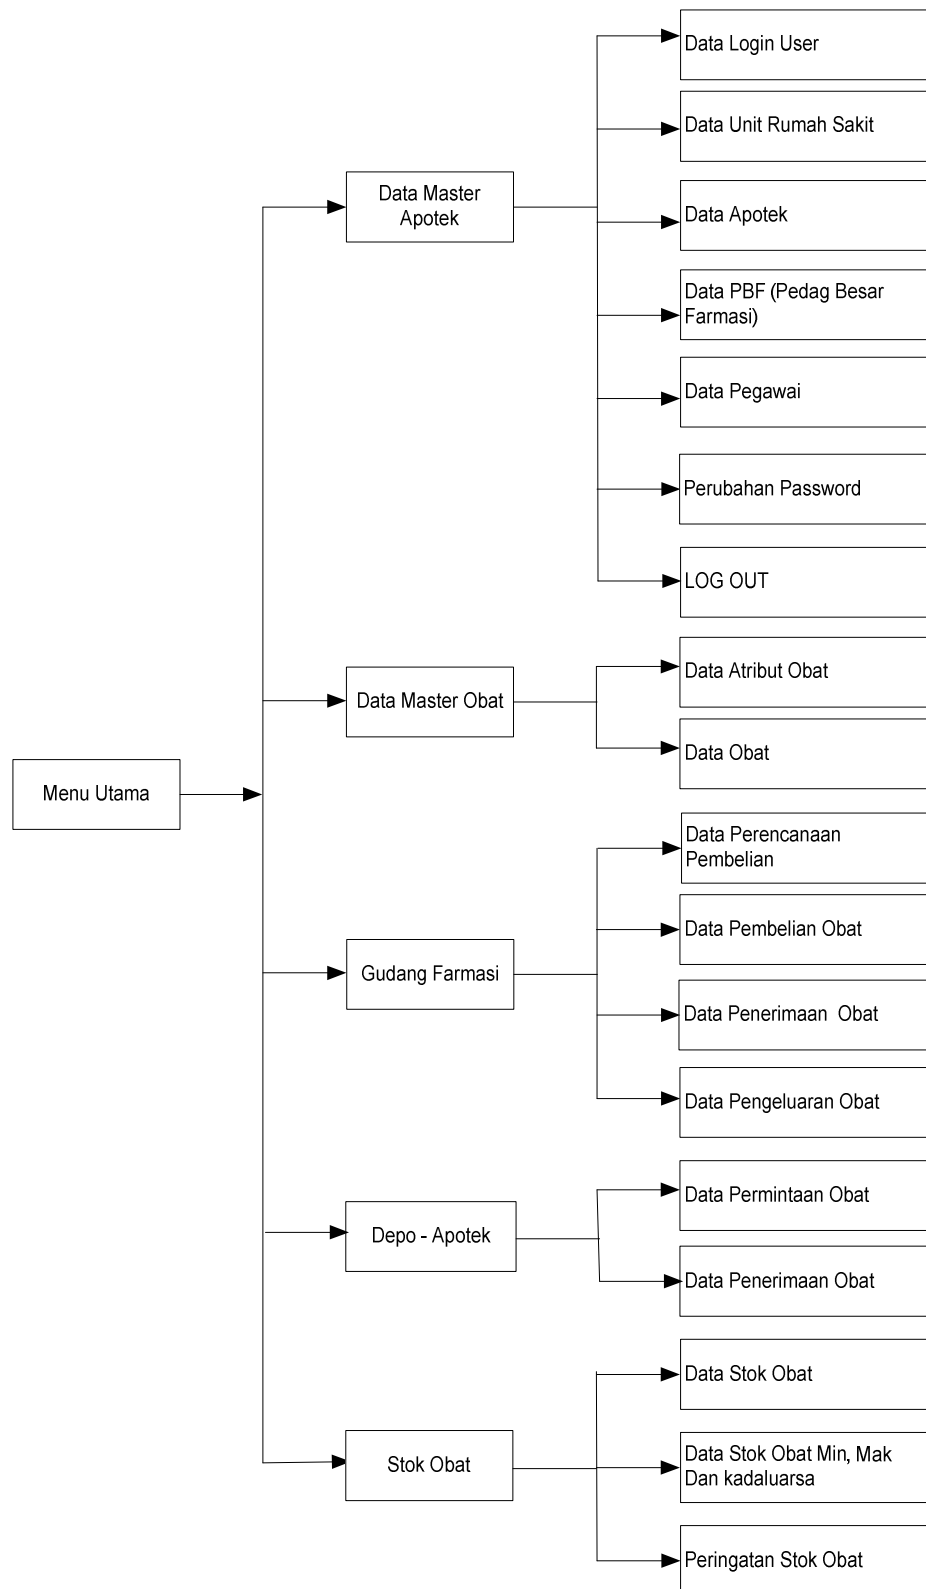 Menu Utama
Data Master
Apotek
Data Login User
Data Unit Rumah Sakit
Data Apotek
Data PBF (Pedag Besar
Farmasi)
Data Pegawai
Perubahan Password
LOG OUT
Data Master Obat
Data Atribut Obat
Data Obat
Gudang Farmasi
Data Perencanaan
Pembelian
Data Pembelian Obat
Data Penerimaan  Obat
Data Pengeluaran Obat
Depo - Apotek
Data Permintaan Obat
Data Penerimaan Obat
Stok Obat
Data Stok Obat
Data Stok Obat Min, Mak
Dan kadaluarsa
Peringatan Stok Obat